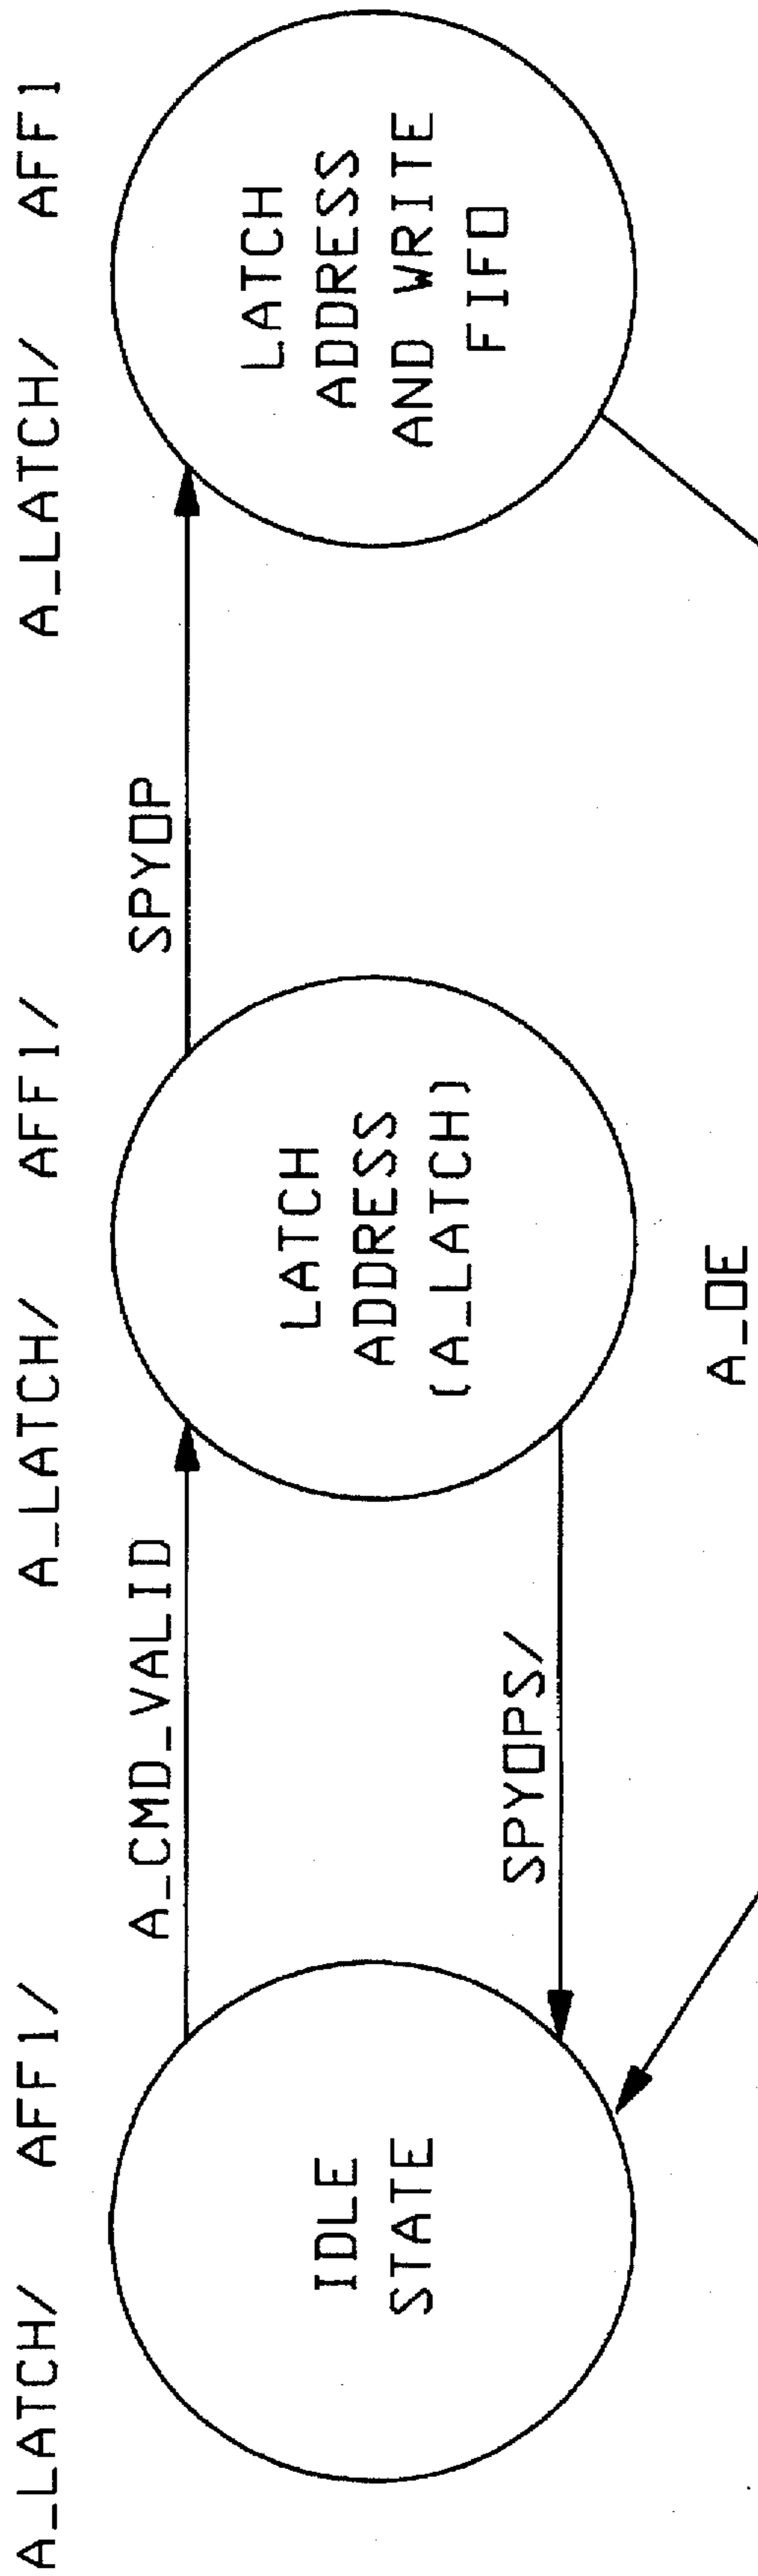 A_LATCH/ AFF1/
A_LATCH/ AFF1/
A_LATCH/ AFF1
A_CMD_VALID
SPYOP
IDLE
STATE
LATCH
ADDRESS
(A_LATCH)
LATCH
ADDRESS
AND WRITE
FIFO
SPYOPS/
A_OE